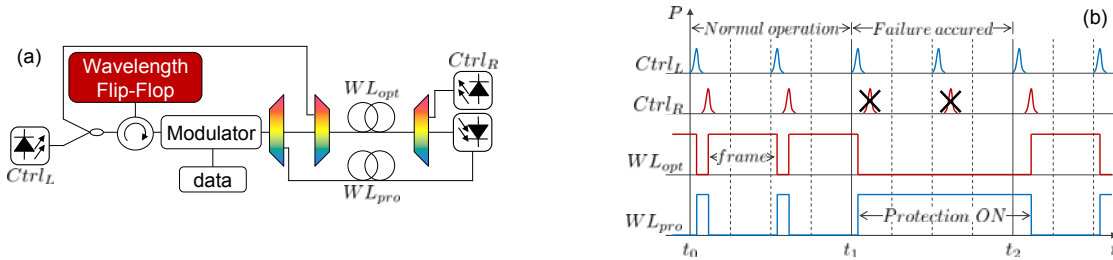 (a)
Wavelength
Flip-Flop
Ctrl_L
Modulator
data
WL_opt
WL_pro
Ctrl_R
(b)
P
Normal operation
Failure accured
Ctrl_L
Ctrl_R
WL_opt
frame
WL_pro
Protection ON
t_0
t_1
t_2
t